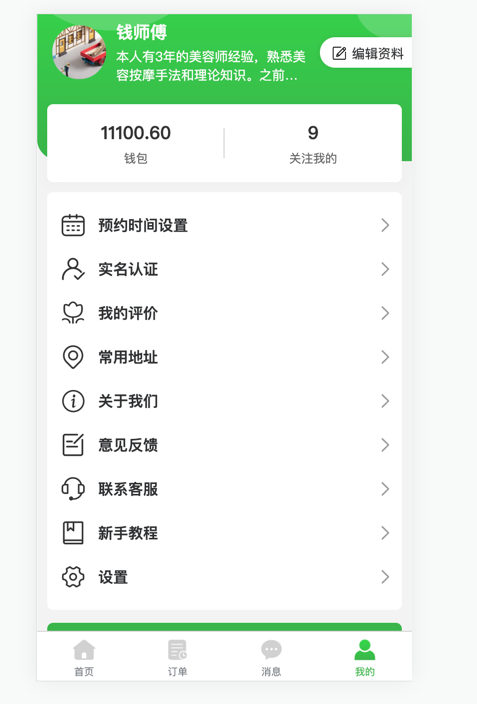 钱师傅
本人有3年的美容师经验，熟悉美
容按摩手法和理论知识。之前...
编辑资料
11100.60
钱包
9
关注我的
预约时间设置
实名认证
我的评价
常用地址
关于我们
意见反馈
联系客服
新手教程
设置
首页
订单
消息
我的